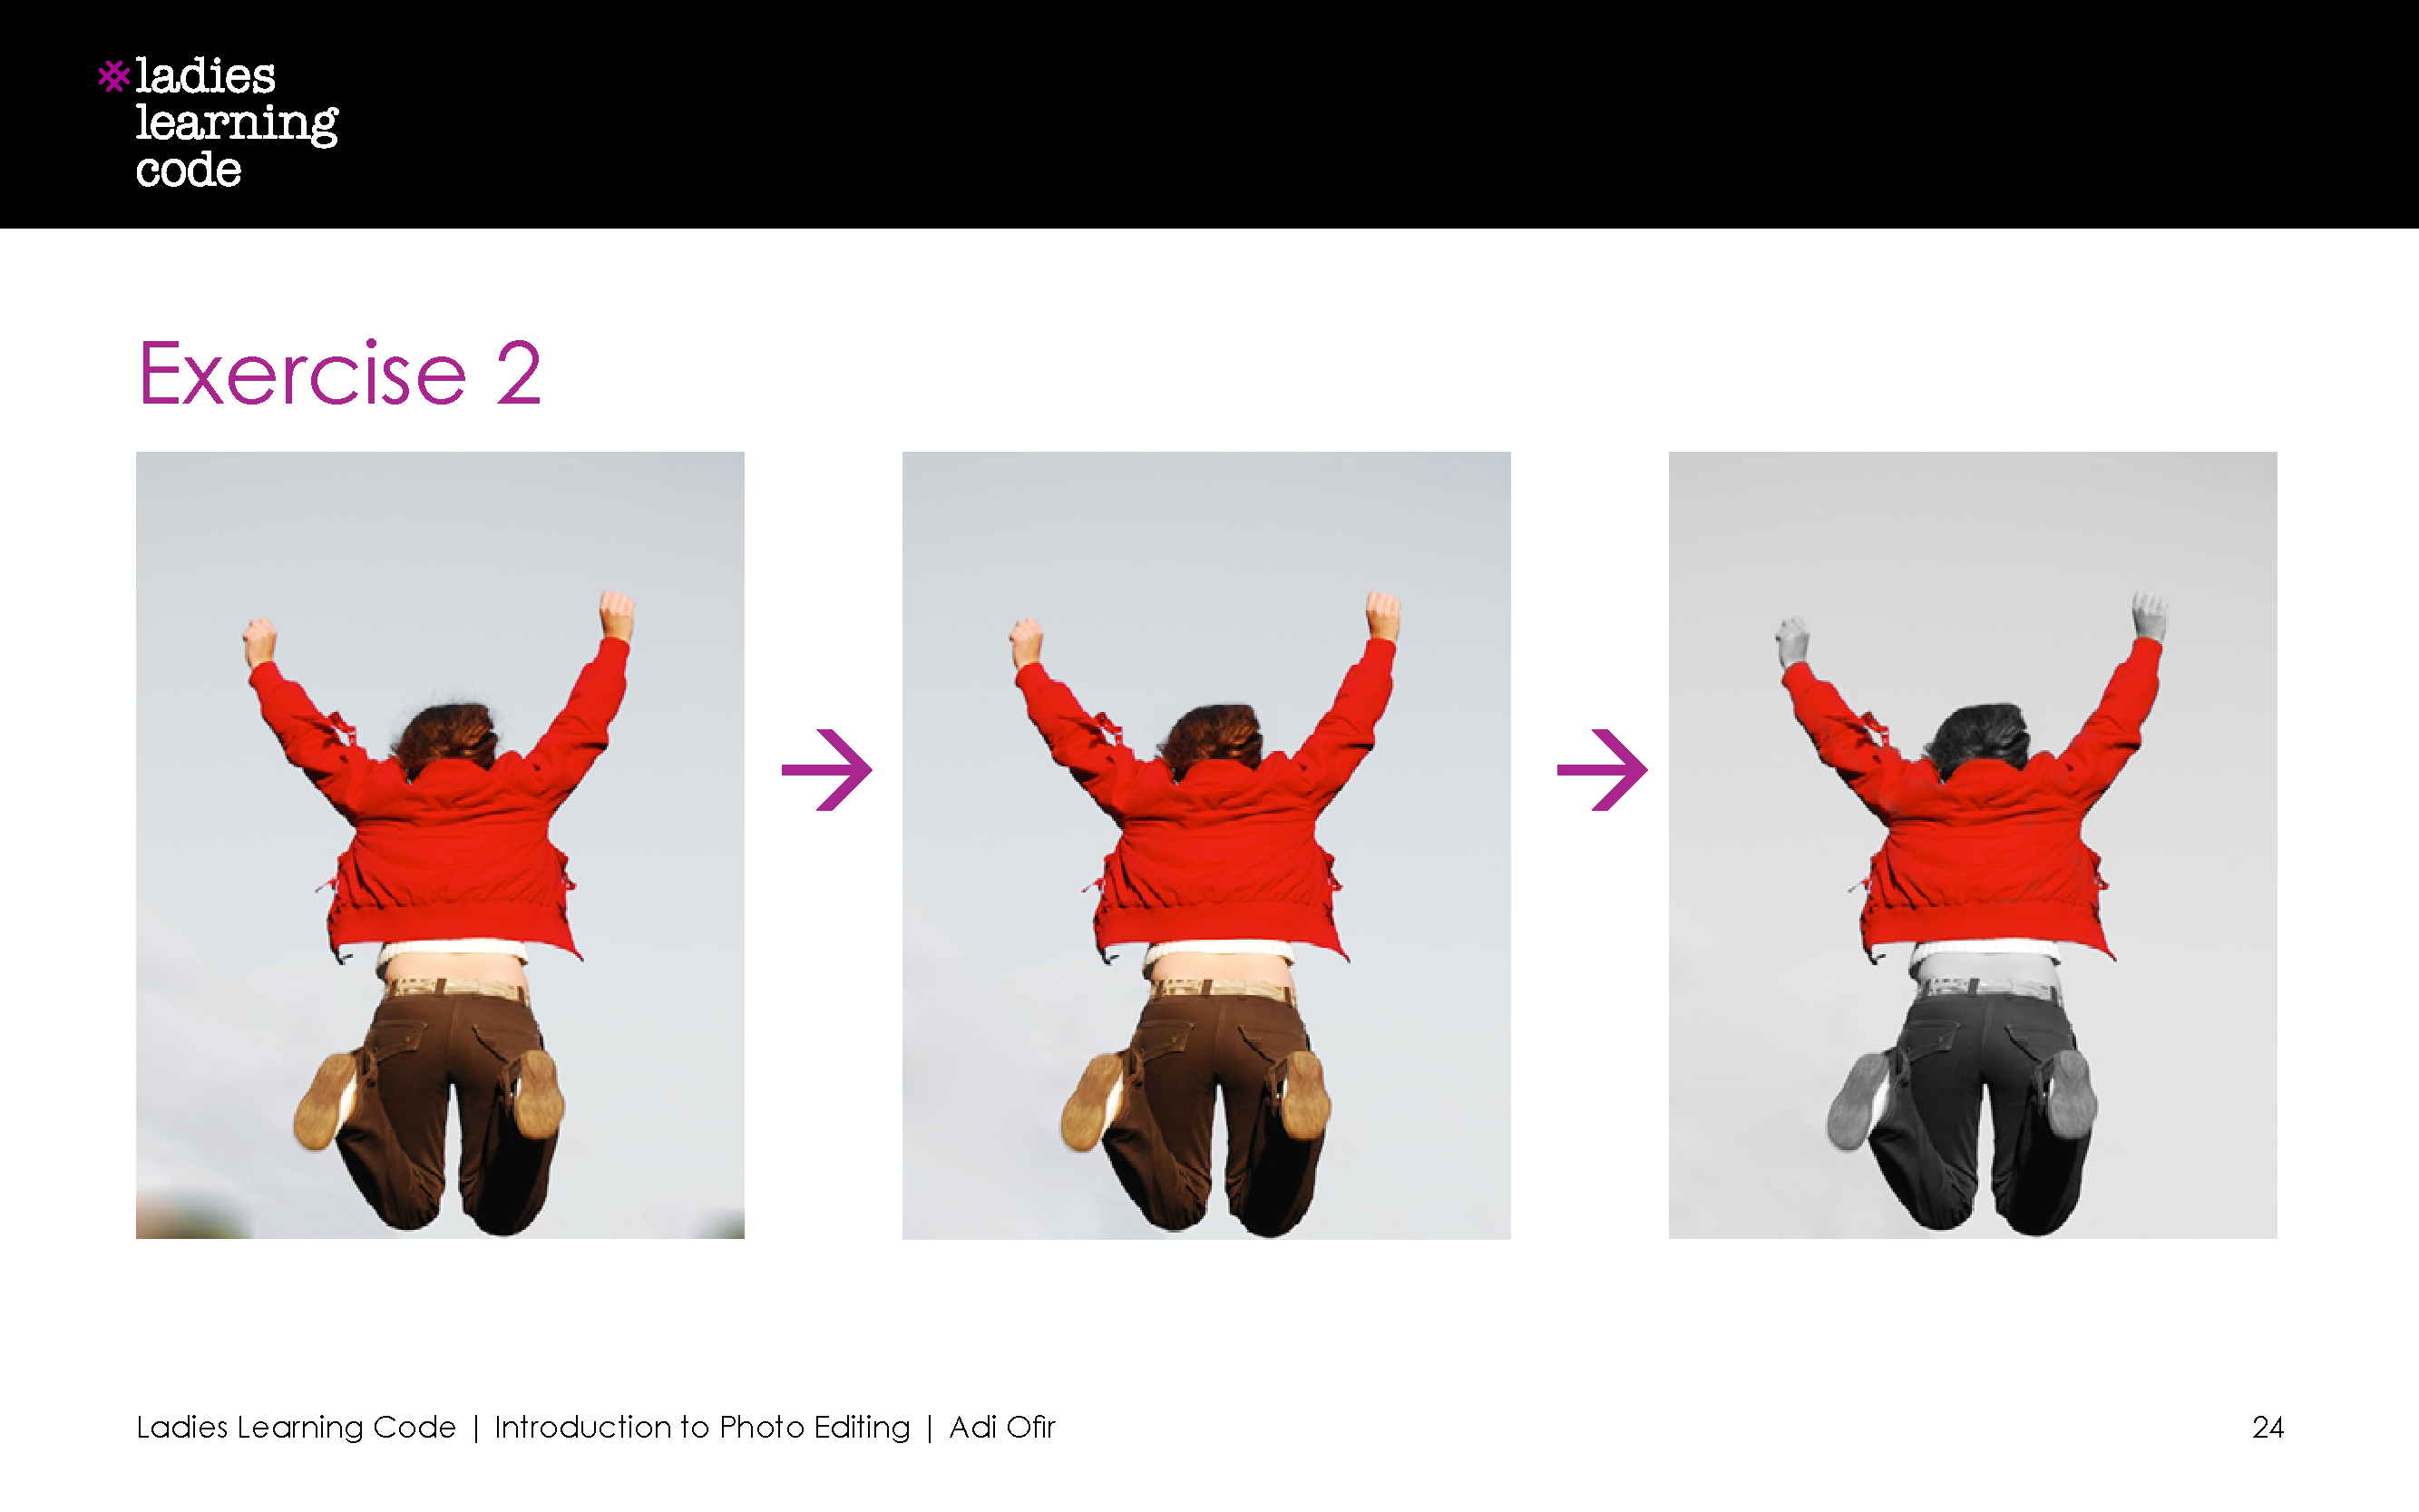 ladies
learning
code
Exercise 2
Ladies Learning Code | Introduction to Photo Editing | Adi Ofir
24